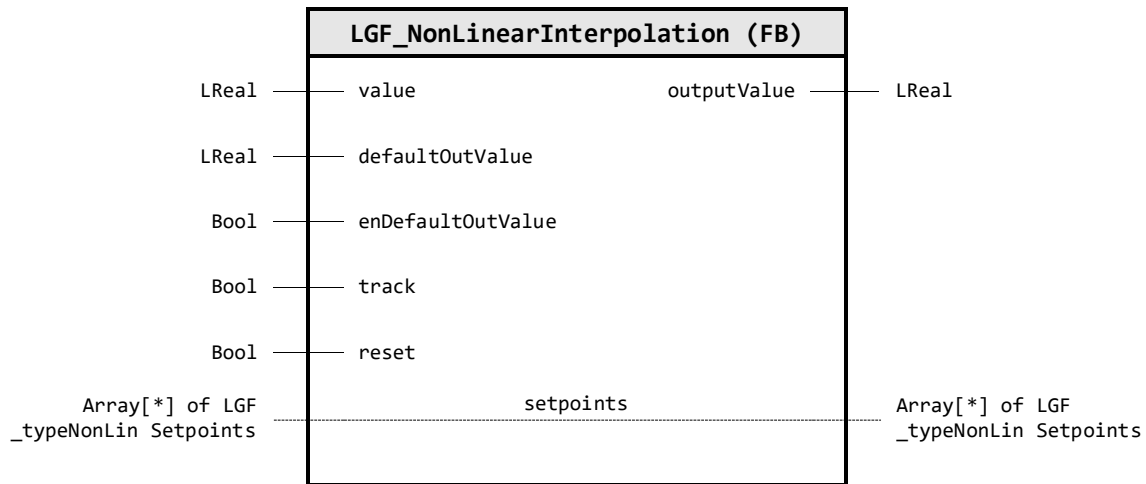 LGF_NonLinearInterpolation (FB)
LReal value outputValue LReal
LReal defaultOutValue
Bool enDefaultOutValue
Bool track
Bool reset
Array[*] of LGF setpoints Array[*] of LGF
_typeNonLin Setpoints _typeNonLin Setpoints